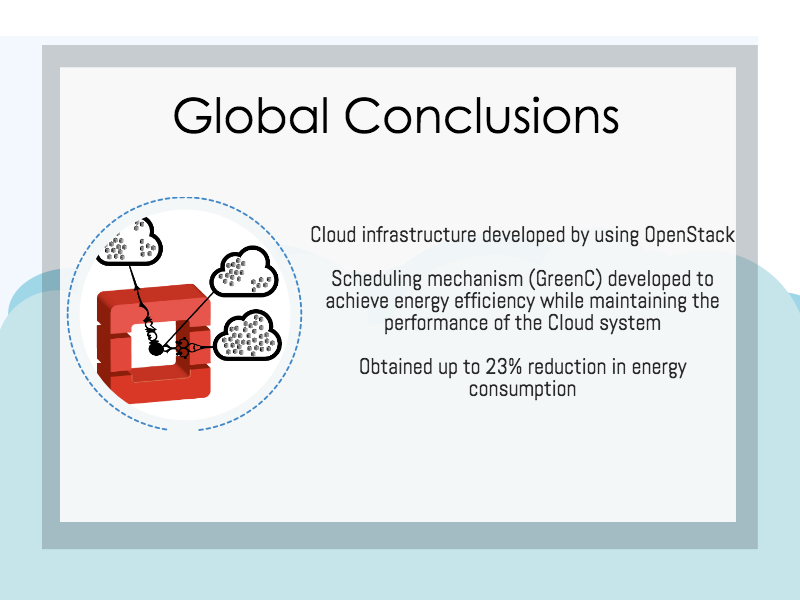 Global Conclusions
Cloud infrastructure developed by using OpenStack
Scheduling mechanism (GreenC) developed to
achieve energy efficiency while maintaining the
performance of the Cloud system
Obtained up to 23% reduction in energy
consumption